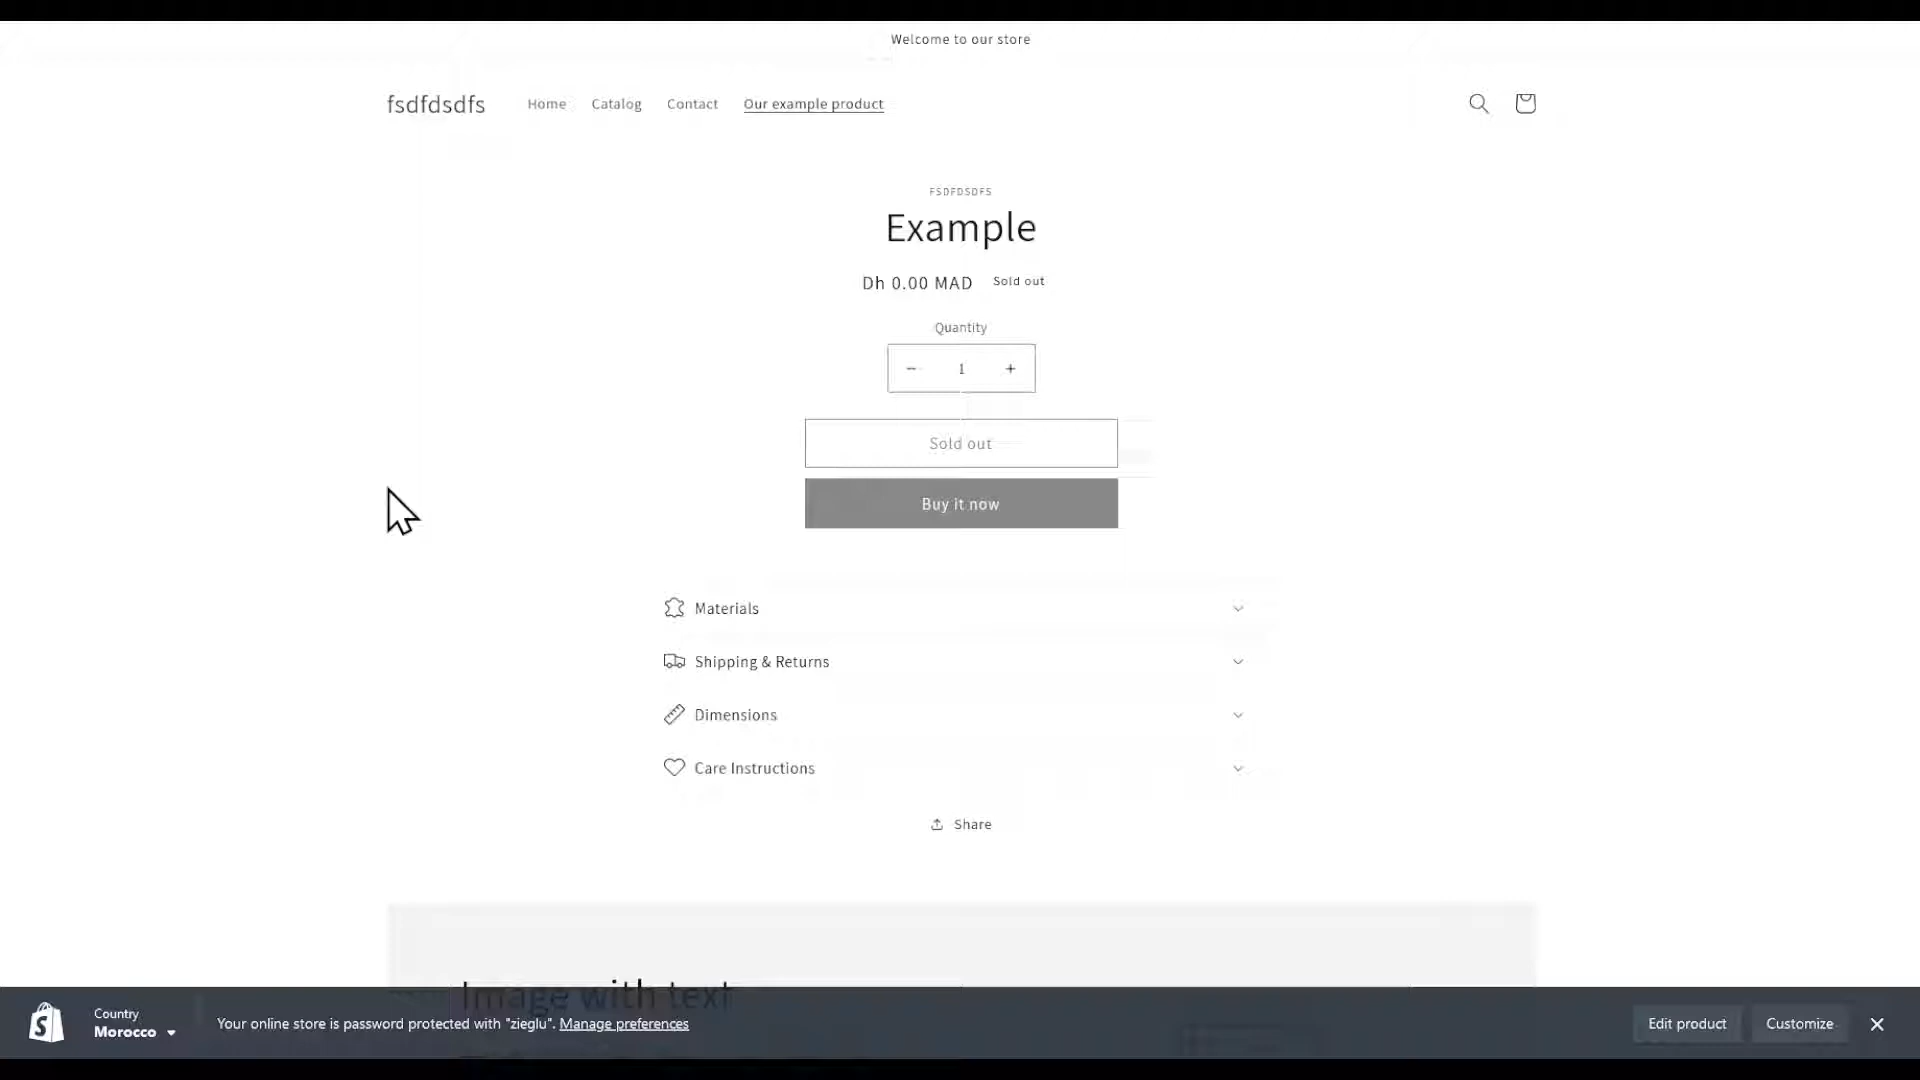 Welcome to our store
fsdfdsdfs Home Catalog Contact Our example product
FSDFDSDFS
Example
Dh 0.00 MAD Sold out
Quantity
− 1 +
Sold out
Buy it now
Materials
Shipping & Returns
Dimensions
Care Instructions
Share
Image with text
Country
Morocco
Your online store is password protected with "zieglu". Manage preferences
Edit product
Customize